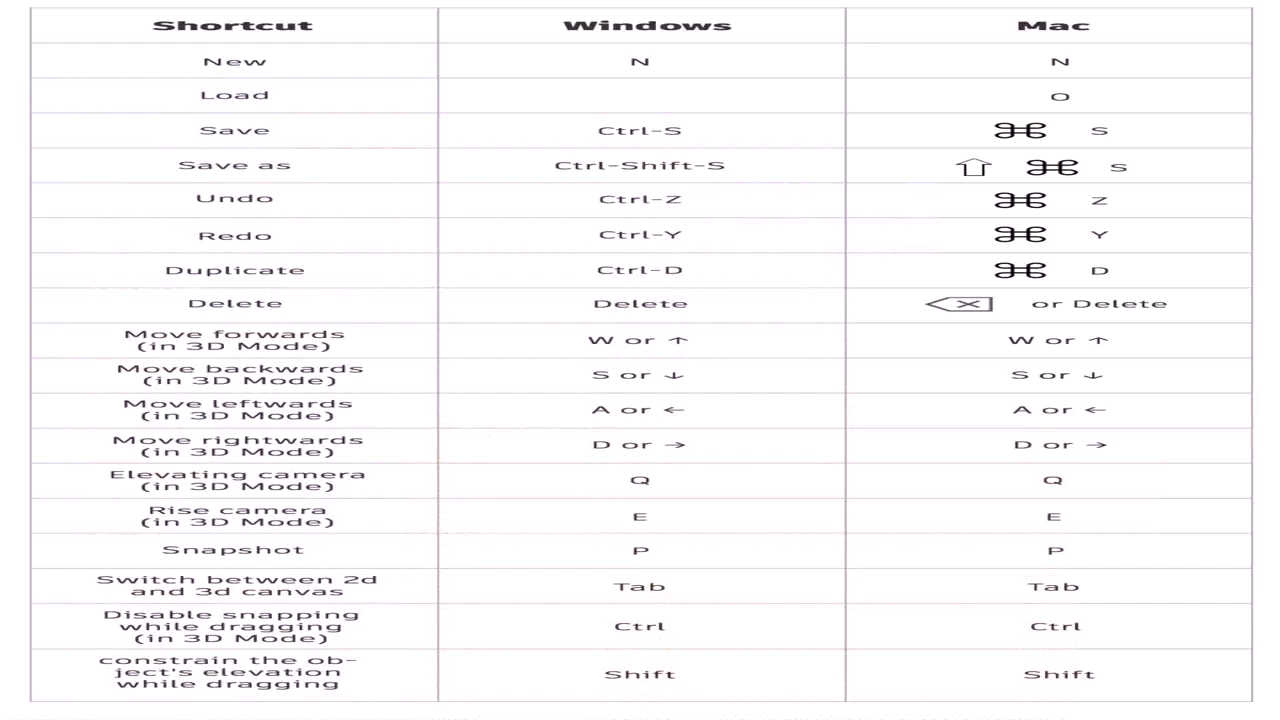 Shortcut Windows Mac
New N N
Load O
Save Ctrl-S ⌘ S
Save as Ctrl-Shift-S ⇧ ⌘ S
Undo Ctrl-Z ⌘ Z
Redo Ctrl-Y ⌘ Y
Duplicate Ctrl-D ⌘ D
Delete Delete ⌫ or Delete
Move forwards
(in 3D Mode) W or ↑ W or ↑
Move backwards
(in 3D Mode) S or ↓ S or ↓
Move leftwards
(in 3D Mode) A or ← A or ←
Move rightwards
(in 3D Mode) D or → D or →
Elevating camera
(in 3D Mode) Q Q
Rise camera
(in 3D Mode) E E
Snapshot P P
Switch between 2d
and 3d canvas Tab Tab
Disable snapping
while dragging Ctrl Ctrl
(in 3D Mode)
constrain the ob-
ject's elevation Shift Shift
while dragging